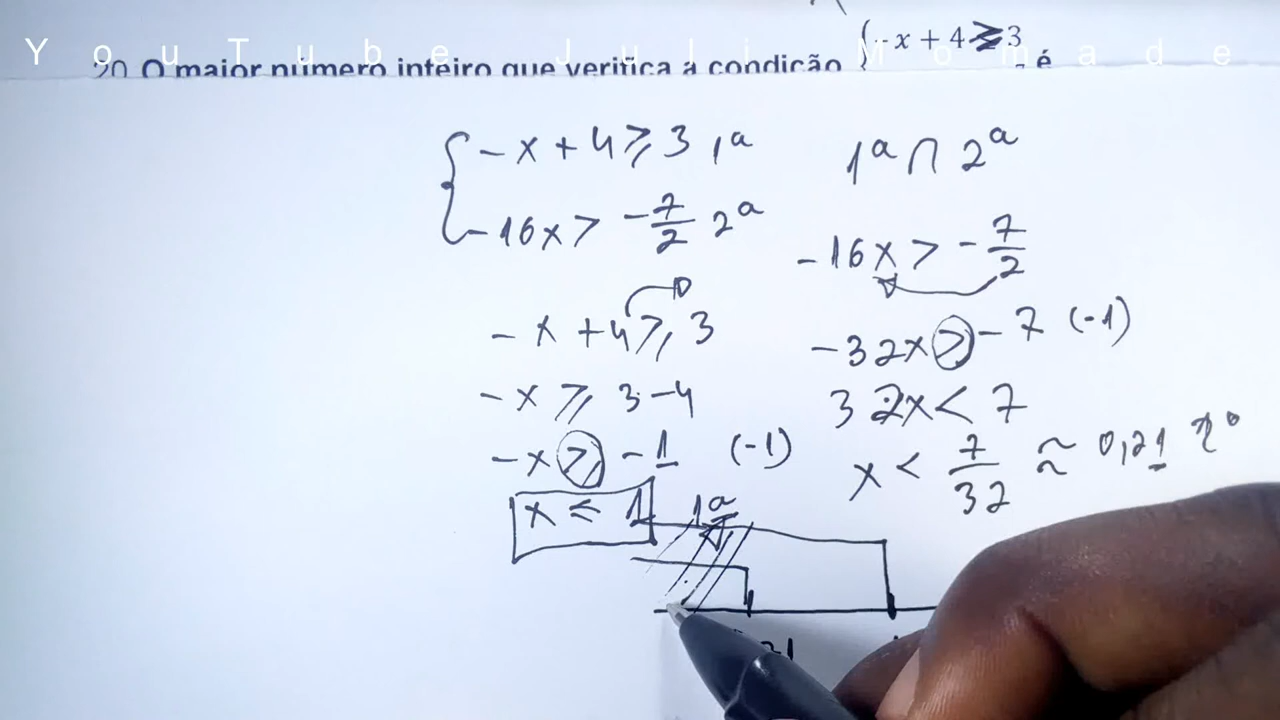 YouTube Juli Momade
{-x + 4 ≥ 3
20. O maior número inteiro que verifica a condição é
-x + 4 ≥ 3 1ª
1ª ∩ 2ª
-16x > -7/2 2ª
-16x > -7/2
-x + 4 ≥ 3
-32x > -7 (-1)
-x ≥ 3-4
32x < 7
-x ≥ -1 (-1)
x < 7/32 ≈ 0,21
x ≤ 1
1ª